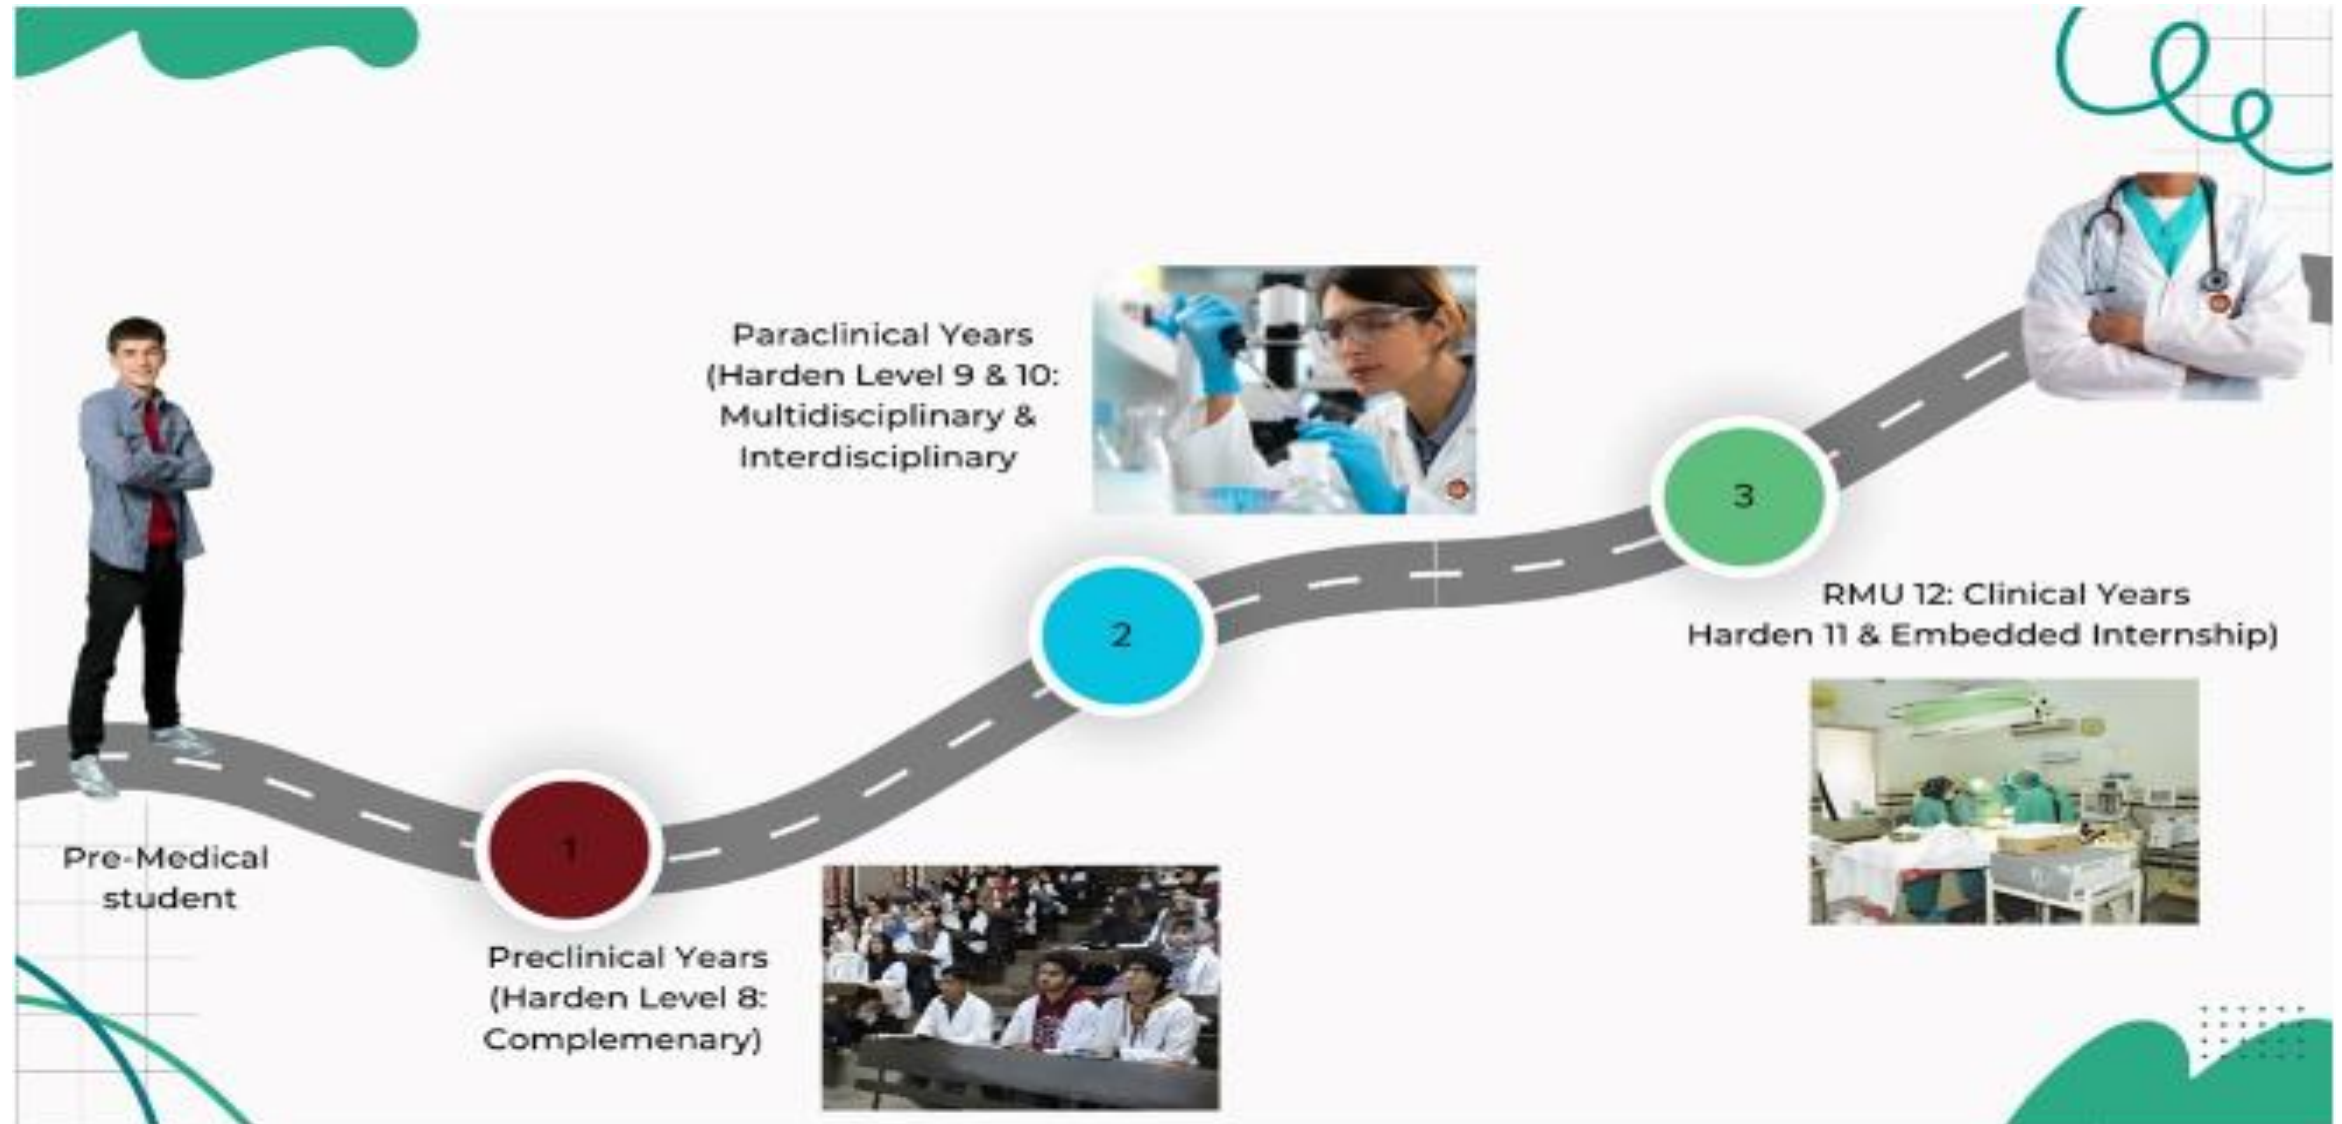 Pre-Medical
student
1
Preclinical Years
(Harden Level 8:
Complemenary)
2
Paraclinical Years
(Harden Level 9 & 10:
Multidisciplinary &
Interdisciplinary
3
RMU 12: Clinical Years
Harden 11 & Embedded Internship)